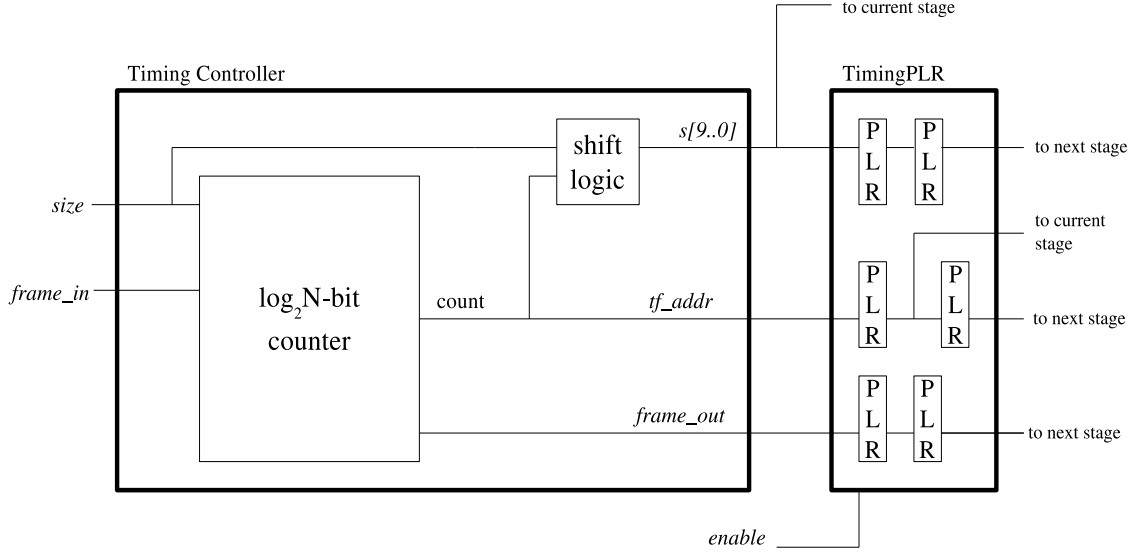 to current stage
Timing Controller
TimingPLR
s[9..0]
shift
logic
P
L
R
P
L
R
to next stage
size
frame_in
log2N-bit
counter
count
tf_addr
to current
stage
P
L
R
P
L
R
to next stage
frame_out
P
L
R
P
L
R
to next stage
enable